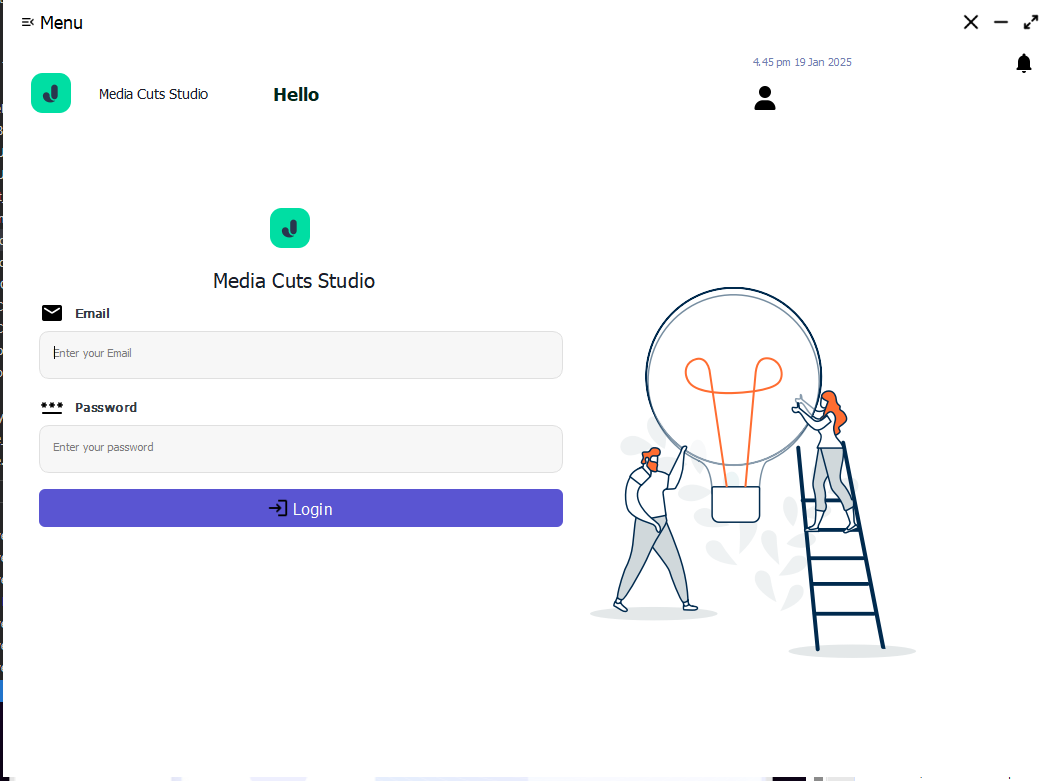 Menu
4.45 pm 19 Jan 2025
Media Cuts Studio
Hello
Media Cuts Studio
Email
Enter your Email
Password
Enter your password
Login